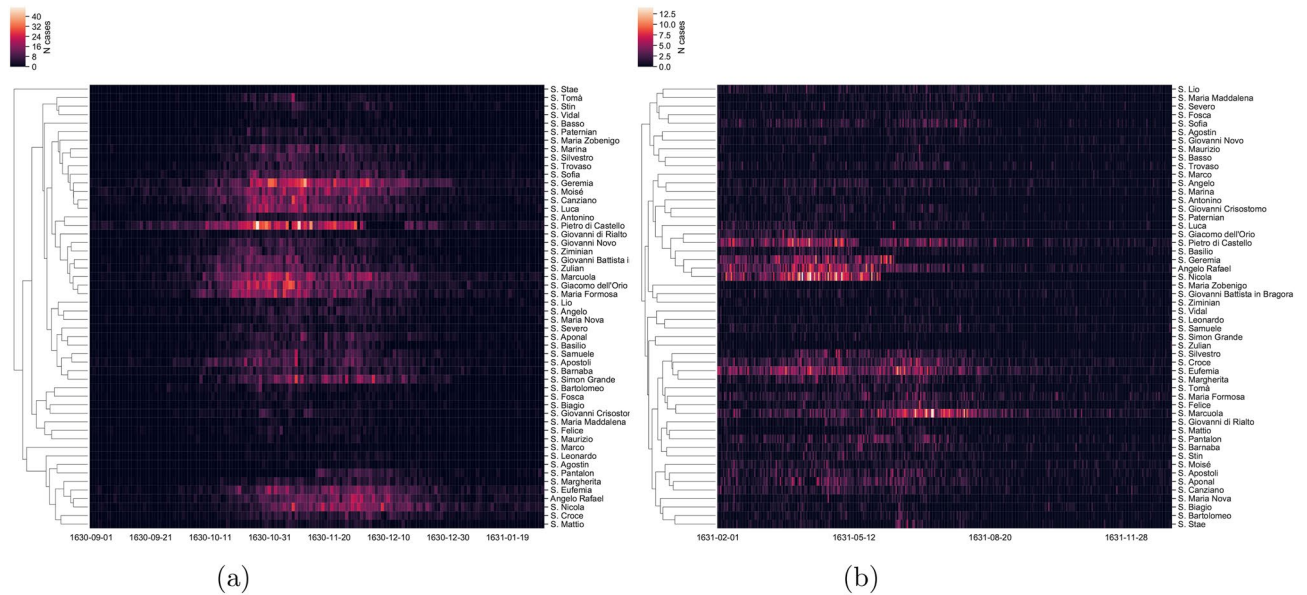 40
32
24
16
8
0
N cases
S. Stae
S. Tomà
S. Stin
S. Vidal
S. Basso
S. Paternian
S. Maria Zobenigo
S. Marina
S. Silvestro
S. Trovaso
S. Sofia
S. Geremia
S. Moisé
S. Canziano
S. Luca
S. Antonino
S. Pietro di Castello
S. Giovanni di Rialto
S. Giovanni Novo
S. Ziminian
S. Giovanni Battista i
S. Zulian
S. Marcuola
S. Giacomo dell'Orio
S. Maria Formosa
S. Lio
S. Angelo
S. Maria Nova
S. Severo
S. Aponal
S. Basilio
S. Samuele
S. Apostoli
S. Barnaba
S. Simon Grande
S. Bartolomeo
S. Fosca
S. Biagio
S. Giovanni Crisostor
S. Maria Maddalena
S. Felice
S. Maurizio
S. Marco
S. Leonardo
S. Agostin
S. Pantalon
S. Margherita
S. Eufemia
Angelo Rafael
S. Nicola
S. Croce
S. Mattio
1630-09-01 1630-09-21 1630-10-11 1630-10-31 1630-11-20 1630-12-10 1630-12-30 1631-01-19
(a)
12.5
10.0
7.5
5.0
2.5
0.0
N cases
S. Lio
S. Maria Maddalena
S. Severo
S. Fosca
S. Sofia
S. Agostin
S. Giovanni Novo
S. Maurizio
S. Basso
S. Trovaso
S. Marco
S. Angelo
S. Marina
S. Antonino
S. Giovanni Crisostomo
S. Paternian
S. Luca
S. Giacomo dell'Orio
S. Pietro di Castello
S. Basilio
S. Geremia
Angelo Rafael
S. Nicola
S. Maria Zobenigo
S. Giovanni Battista in Bragora
S. Ziminian
S. Vidal
S. Leonardo
S. Samuele
S. Simon Grande
S. Zulian
S. Silvestro
S. Croce
S. Eufemia
S. Margherita
S. Tomà
S. Maria Formosa
S. Felice
S. Marcuola
S. Giovanni di Rialto
S. Mattio
S. Pantalon
S. Barnaba
S. Stin
S. Moisé
S. Apostoli
S. Aponal
S. Canziano
S. Maria Nova
S. Biagio
S. Bartolomeo
S. Stae
1631-02-01 1631-05-12 1631-08-20 1631-11-28
(b)